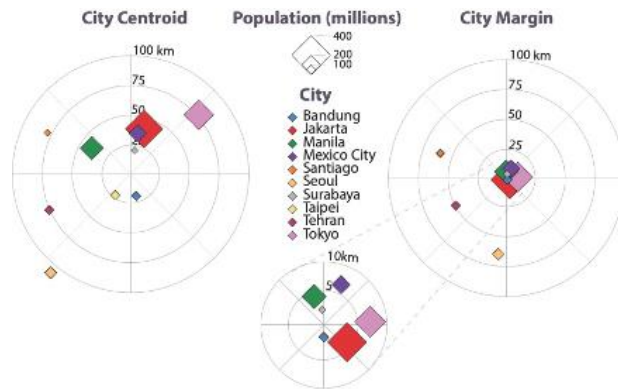 City Centroid
Population (millions)
City Margin
400
200
100
100 km
75
50
100 km
75
50
25
City
Bandung
Jakarta
Manila
Mexico City
Santiago
Seoul
Surabaya
Taipei
Tehran
Tokyo
10km
5